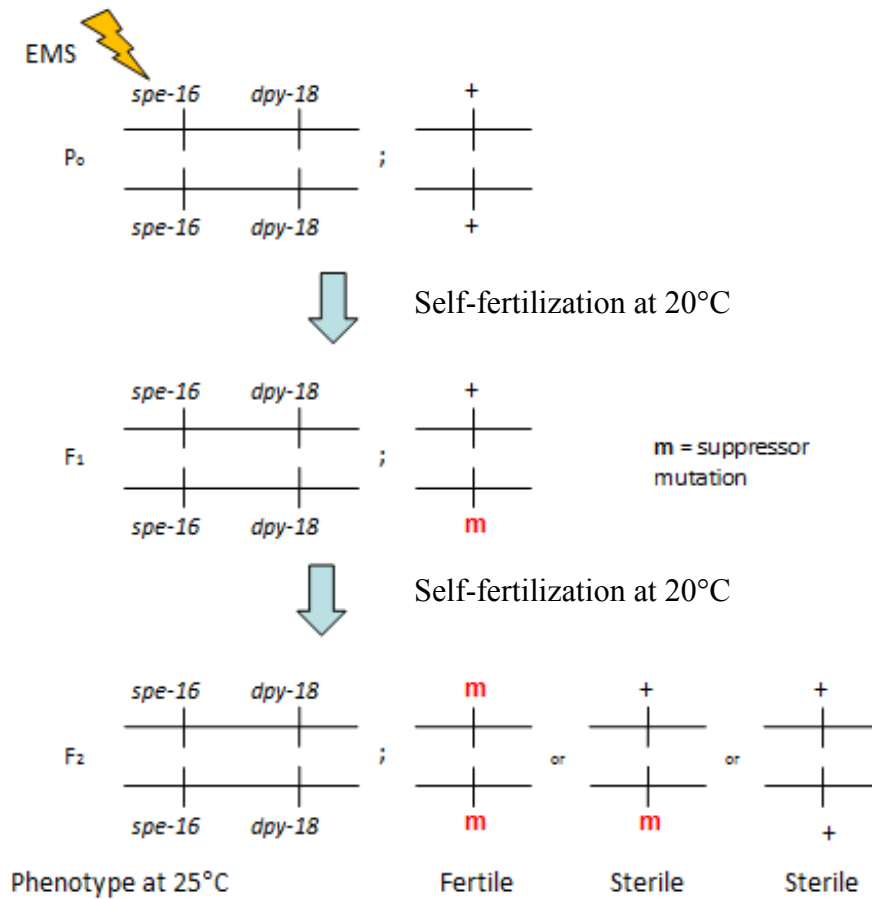 EMS
spe-16 dpy-18 +
P₀ ;
spe-16 dpy-18 +
Self-fertilization at 20°C
spe-16 dpy-18 +
F₁ ; m = suppressor
mutation
spe-16 dpy-18 m
Self-fertilization at 20°C
spe-16 dpy-18 m + +
F₂ ; or or
spe-16 dpy-18 m m +
Phenotype at 25°C Fertile Sterile Sterile